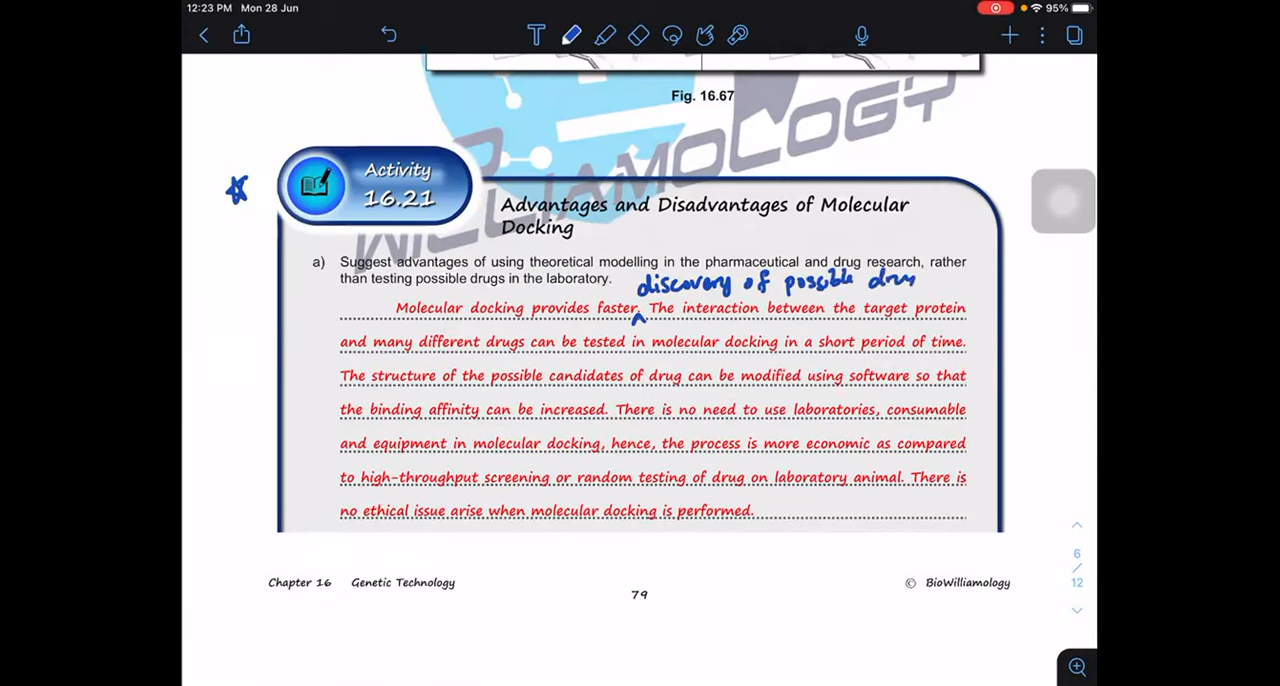 12:23 PM Mon 28 Jun
95%
Fig. 16.67
WILLIAMOLOGY
Activity
16.21
Advantages and Disadvantages of Molecular
Docking
a) Suggest advantages of using theoretical modelling in the pharmaceutical and drug research, rather
than testing possible drugs in the laboratory.
discovery of possible drug
Molecular docking provides faster. The interaction between the target protein
and many different drugs can be tested in molecular docking in a short period of time.
The structure of the possible candidates of drug can be modified using software so that
the binding affinity can be increased. There is no need to use laboratories, consumable
and equipment in molecular docking, hence, the process is more economic as compared
to high-throughput screening or random testing of drug on laboratory animal. There is
no ethical issue arise when molecular docking is performed.
6
/
12
Chapter 16 Genetic Technology
© BioWilliamology
79